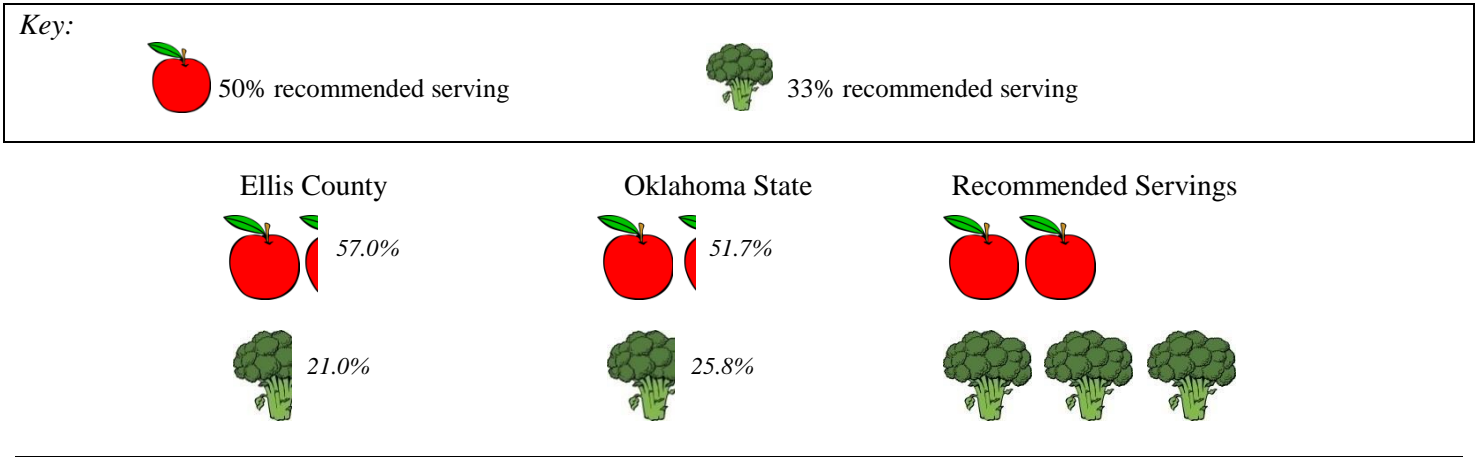 Key:
50% recommended serving
33% recommended serving
Ellis County
Oklahoma State
Recommended Servings
57.0%
51.7%
21.0%
25.8%